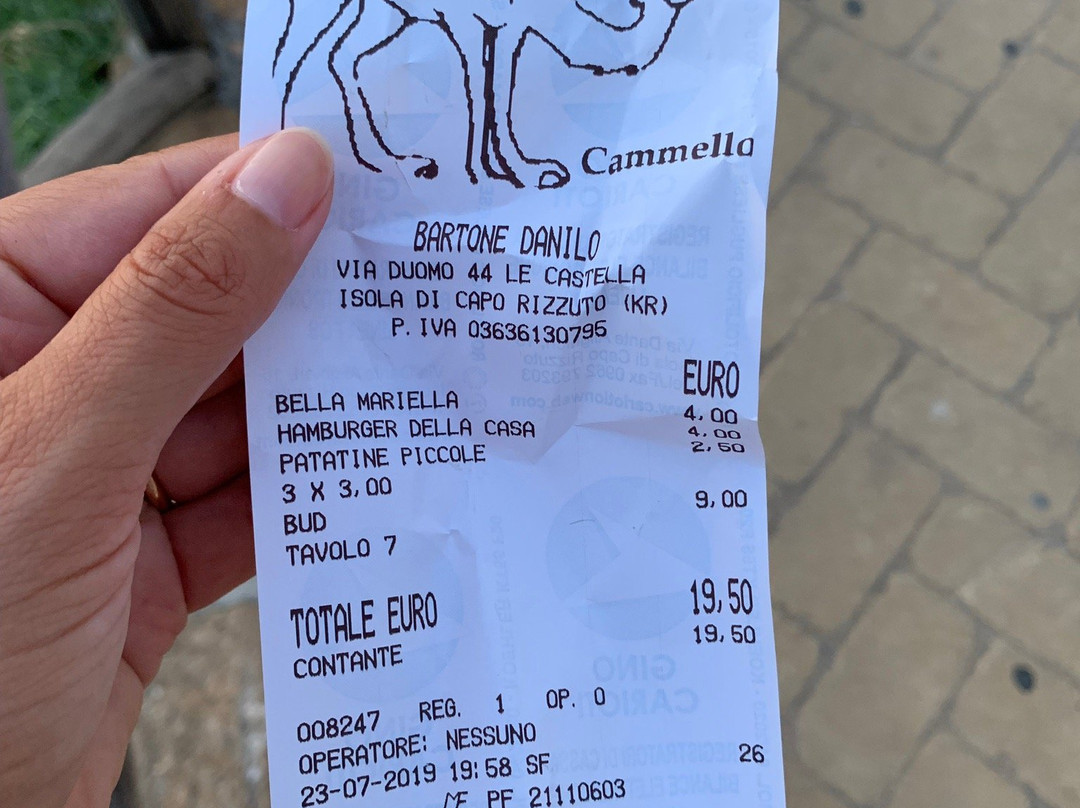 Cammello
BARTONE DANILO
VIA DUOMO 44 LE CASTELLA
ISOLA DI CAPO RIZZUTO (KR)
P. IVA 03636130795
EURO
BELLA MARIELLA 4,00
HAMBURGER DELLA CASA 4,00
PATATINE PICCOLE 2,50
3 X 3,00
BUD 9,00
TAVOLO 7
TOTALE EURO 19,50
CONTANTE 19,50
008247 REG. 1 OP. 0
OPERATORE: NESSUNO
23-07-2019 19:58 SF 26
PF 21110603